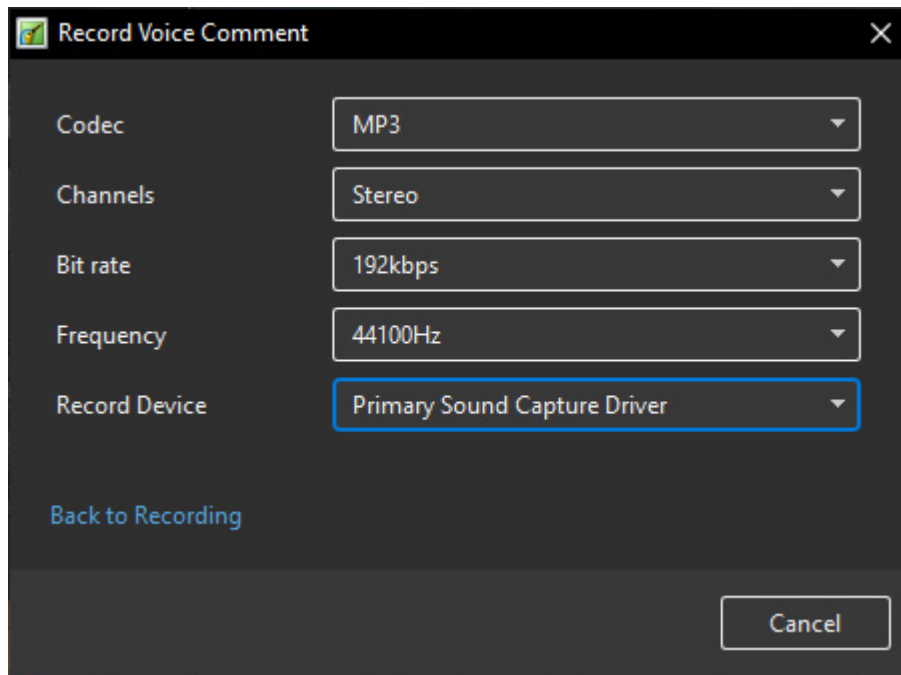 Record Voice Comment
Codec MP3
Channels Stereo
Bit rate 192kbps
Frequency 44100Hz
Record Device Primary Sound Capture Driver
Back to Recording
Cancel